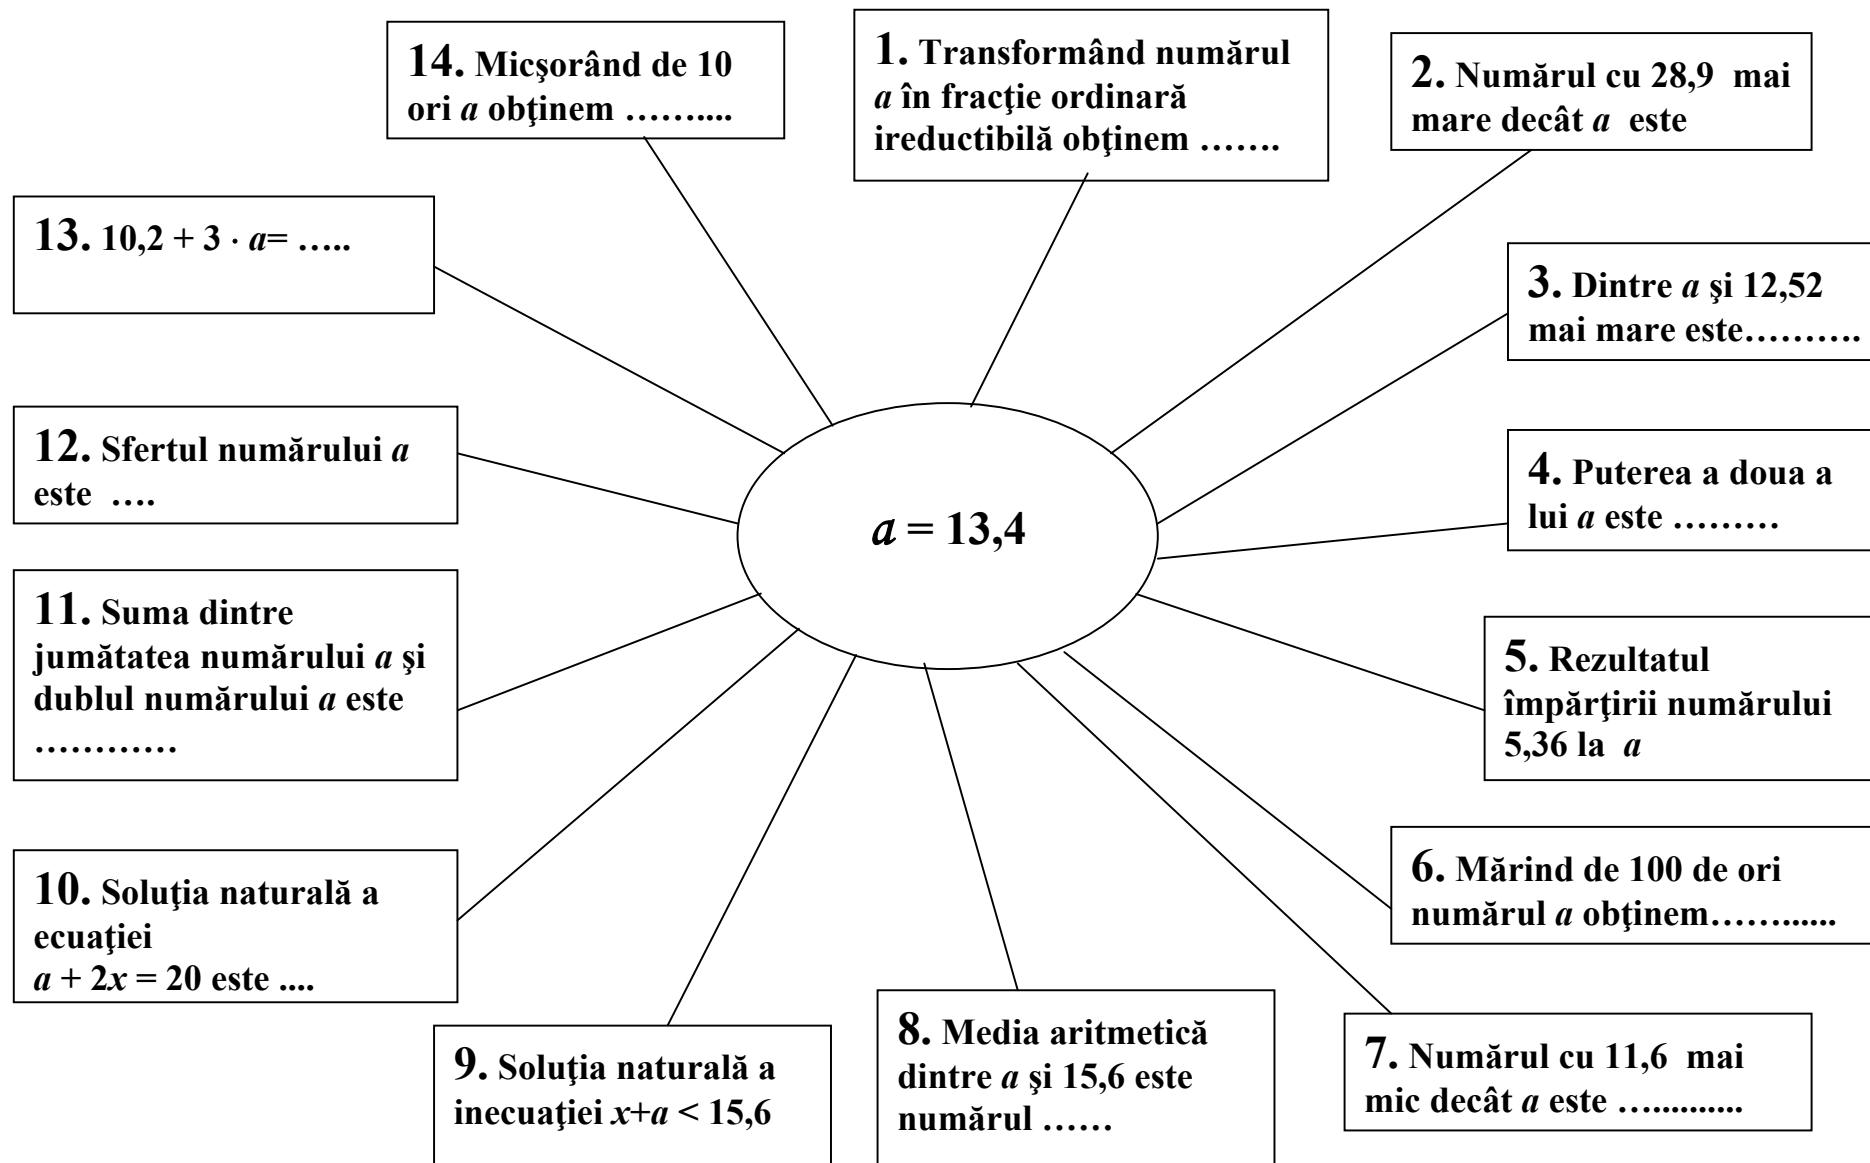 1. Transformând numărul
a în fracţie ordinară
ireductibilă obţinem …….
2. Numărul cu 28,9 mai
mare decât a este
3. Dintre a şi 12,52
mai mare este……….
4. Puterea a doua a
lui a este ………
5. Rezultatul
împărţirii numărului
5,36 la a
6. Mărind de 100 de ori
numărul a obţinem…….....
7. Numărul cu 11,6 mai
mic decât a este ….........
8. Media aritmetică
dintre a şi 15,6 este
numărul ……
9. Soluţia naturală a
inecuaţiei x+a < 15,6
10. Soluţia naturală a
ecuaţiei
a + 2x = 20 este ....
11. Suma dintre
jumătatea numărului a şi
dublul numărului a este
…………
12. Sfertul numărului a
este ….
13. 10,2 + 3 · a= …..
14. Micşorând de 10
ori a obţinem ……....
a = 13,4